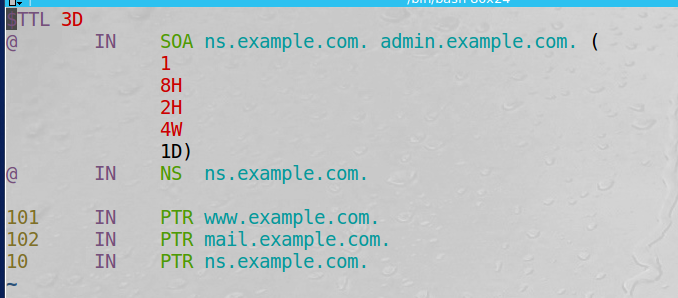 /bin/bash 80x24
$TTL 3D
@ IN SOA ns.example.com. admin.example.com. (
1
8H
2H
4W
1D)
@ IN NS ns.example.com.
101 IN PTR www.example.com.
102 IN PTR mail.example.com.
10 IN PTR ns.example.com.
~